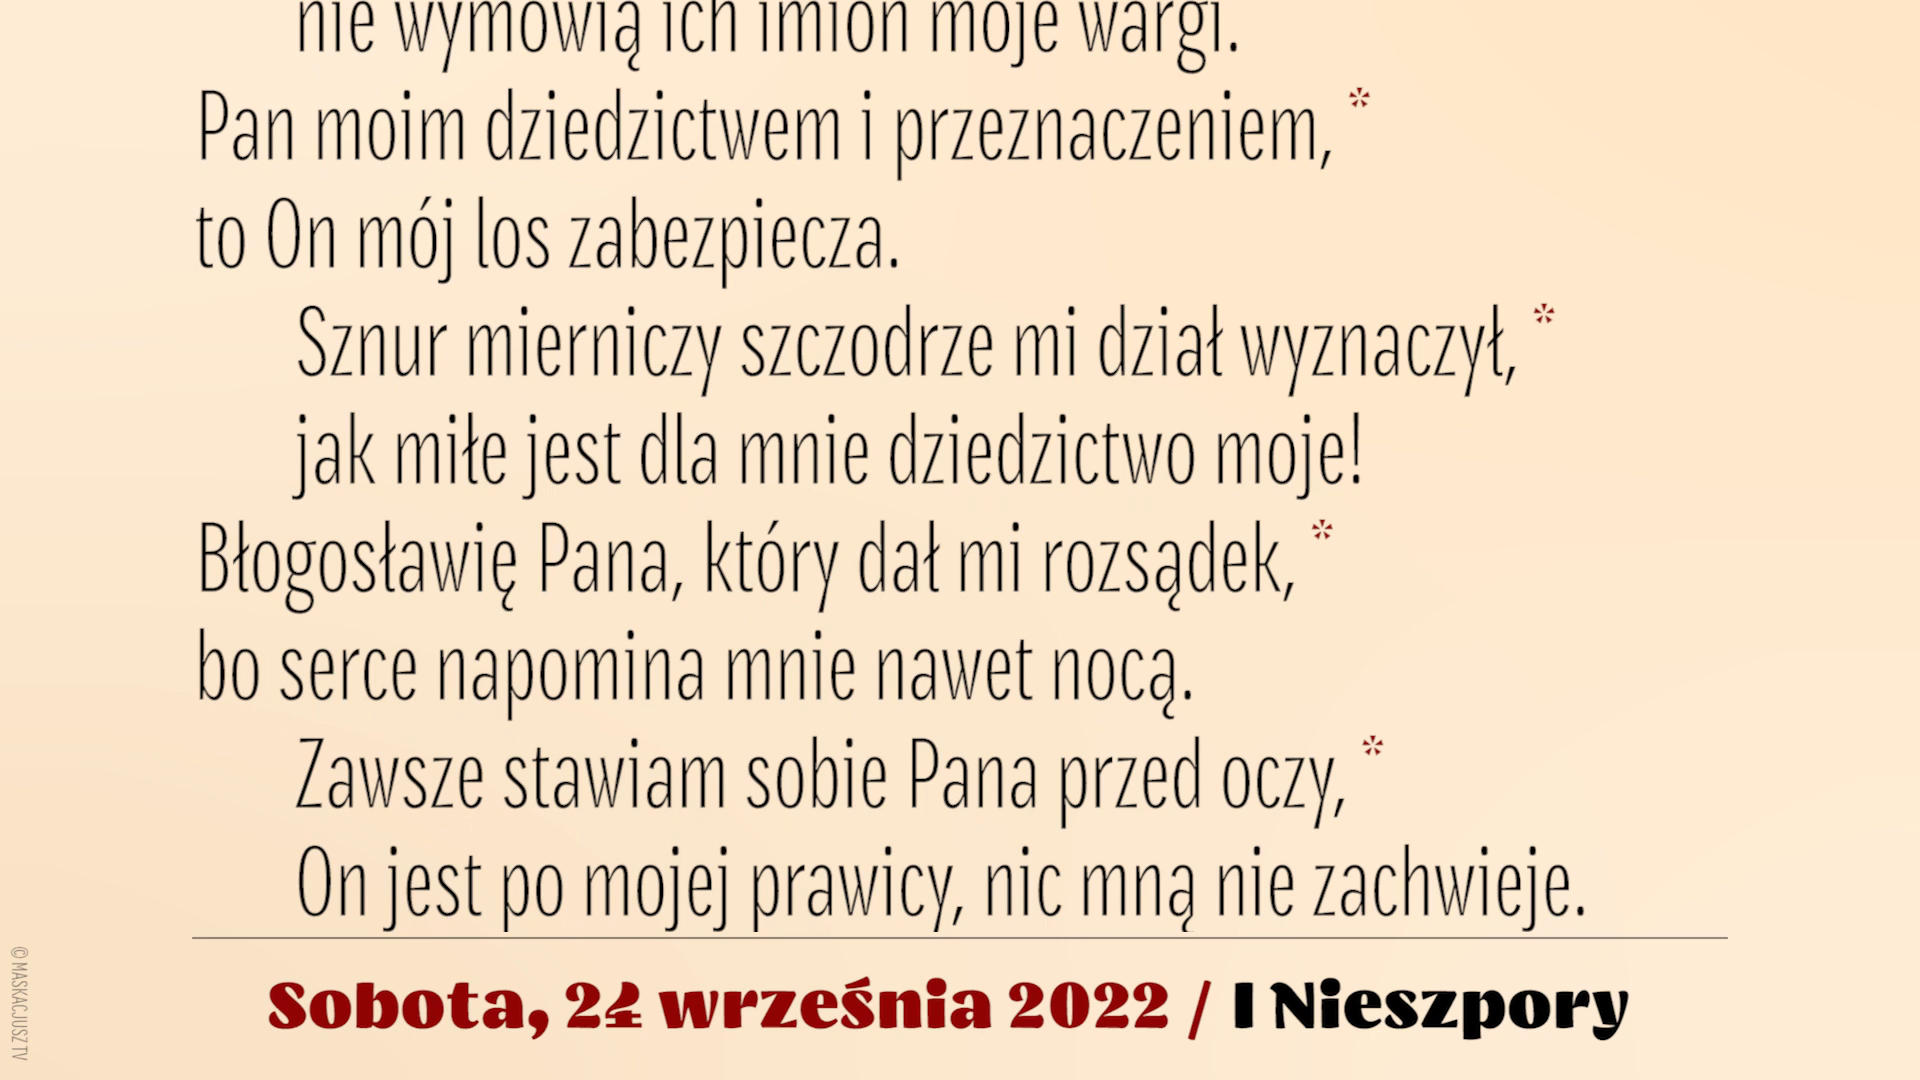 nie wymówią ich imion moje wargi.
Pan moim dziedzictwem i przeznaczeniem, *
to On mój los zabezpiecza.
Sznur mierniczy szczodrze mi dział wyznaczył, *
jak miłe jest dla mnie dziedzictwo moje!
Błogosławię Pana, który dał mi rozsądek, *
bo serce napomina mnie nawet nocą.
Zawsze stawiam sobie Pana przed oczy, *
On jest po mojej prawicy, nic mną nie zachwieje.
Sobota, 24 września 2022 / I Nieszpory
© MASKACJUSZ TV